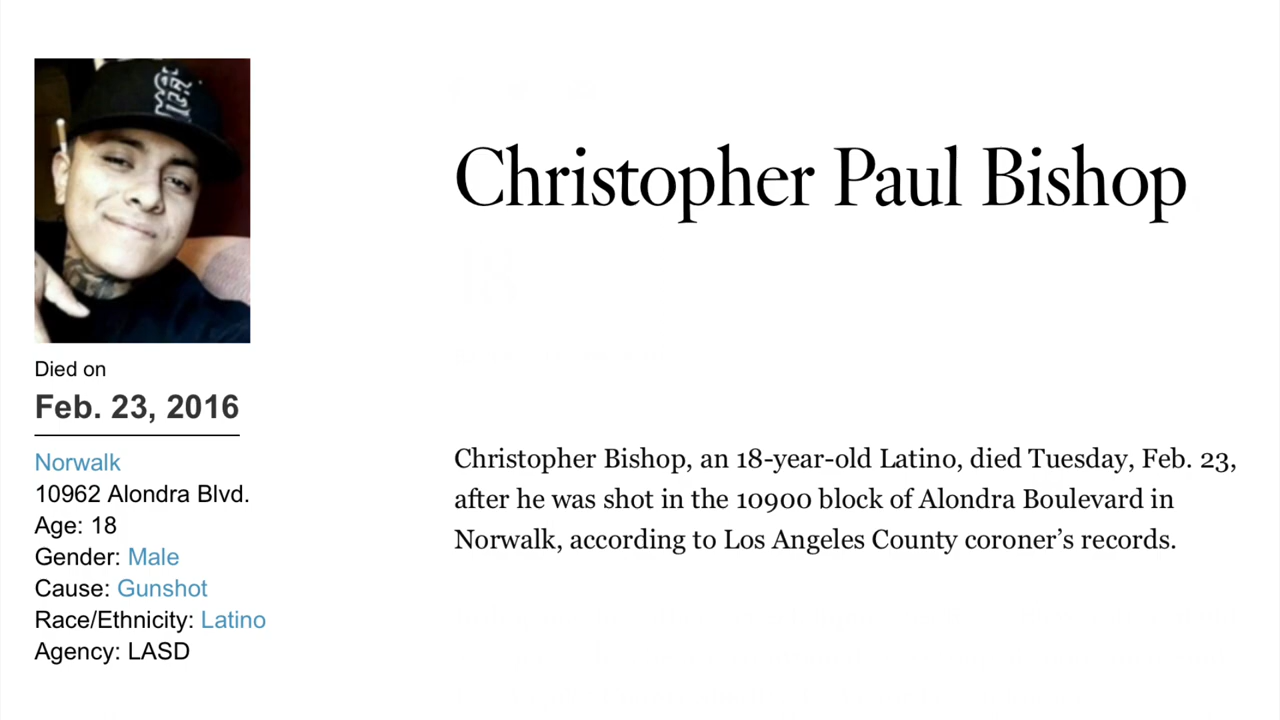 Christopher Paul Bishop
Died on
Feb. 23, 2016
Norwalk
10962 Alondra Blvd.
Age: 18
Gender: Male
Cause: Gunshot
Race/Ethnicity: Latino
Agency: LASD
Christopher Bishop, an 18-year-old Latino, died Tuesday, Feb. 23,
after he was shot in the 10900 block of Alondra Boulevard in
Norwalk, according to Los Angeles County coroner’s records.